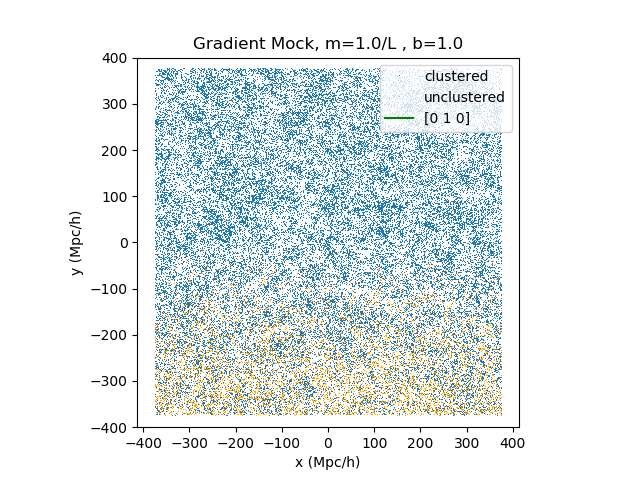 Gradient Mock, m=1.0/L , b=1.0
clustered
unclustered
[0 1 0]
y (Mpc/h)
400
300
200
100
0
−100
−200
−300
−400
−400 −300 −200 −100 0 100 200 300 400
x (Mpc/h)